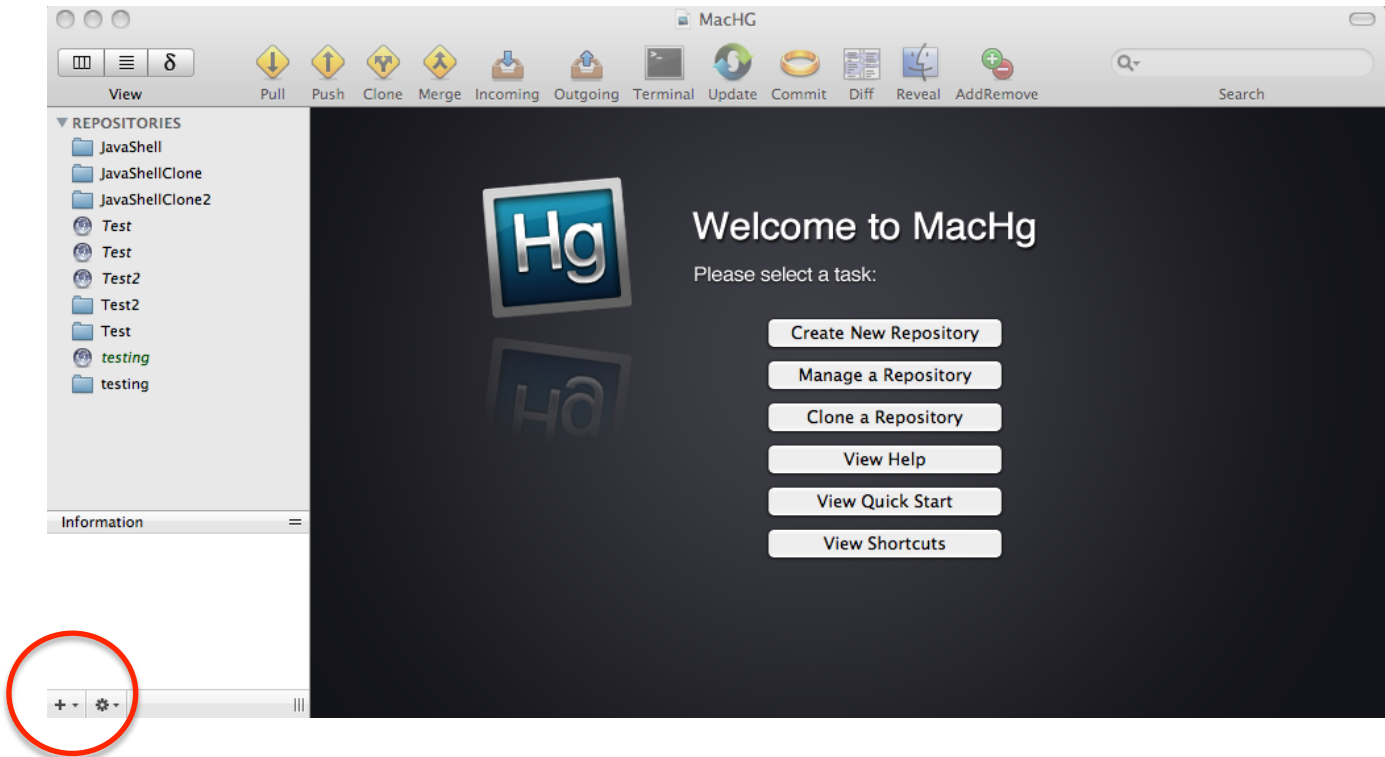 MacHG
δ
View
Pull Push Clone Merge Incoming Outgoing Terminal Update Commit Diff Reveal AddRemove
Search
REPOSITORIES
JavaShell
JavaShellClone
JavaShellClone2
Test
Test
Test2
Test2
Test
testing
testing
Information
Hg
Welcome to MacHg
Please select a task:
Create New Repository
Manage a Repository
Clone a Repository
View Help
View Quick Start
View Shortcuts